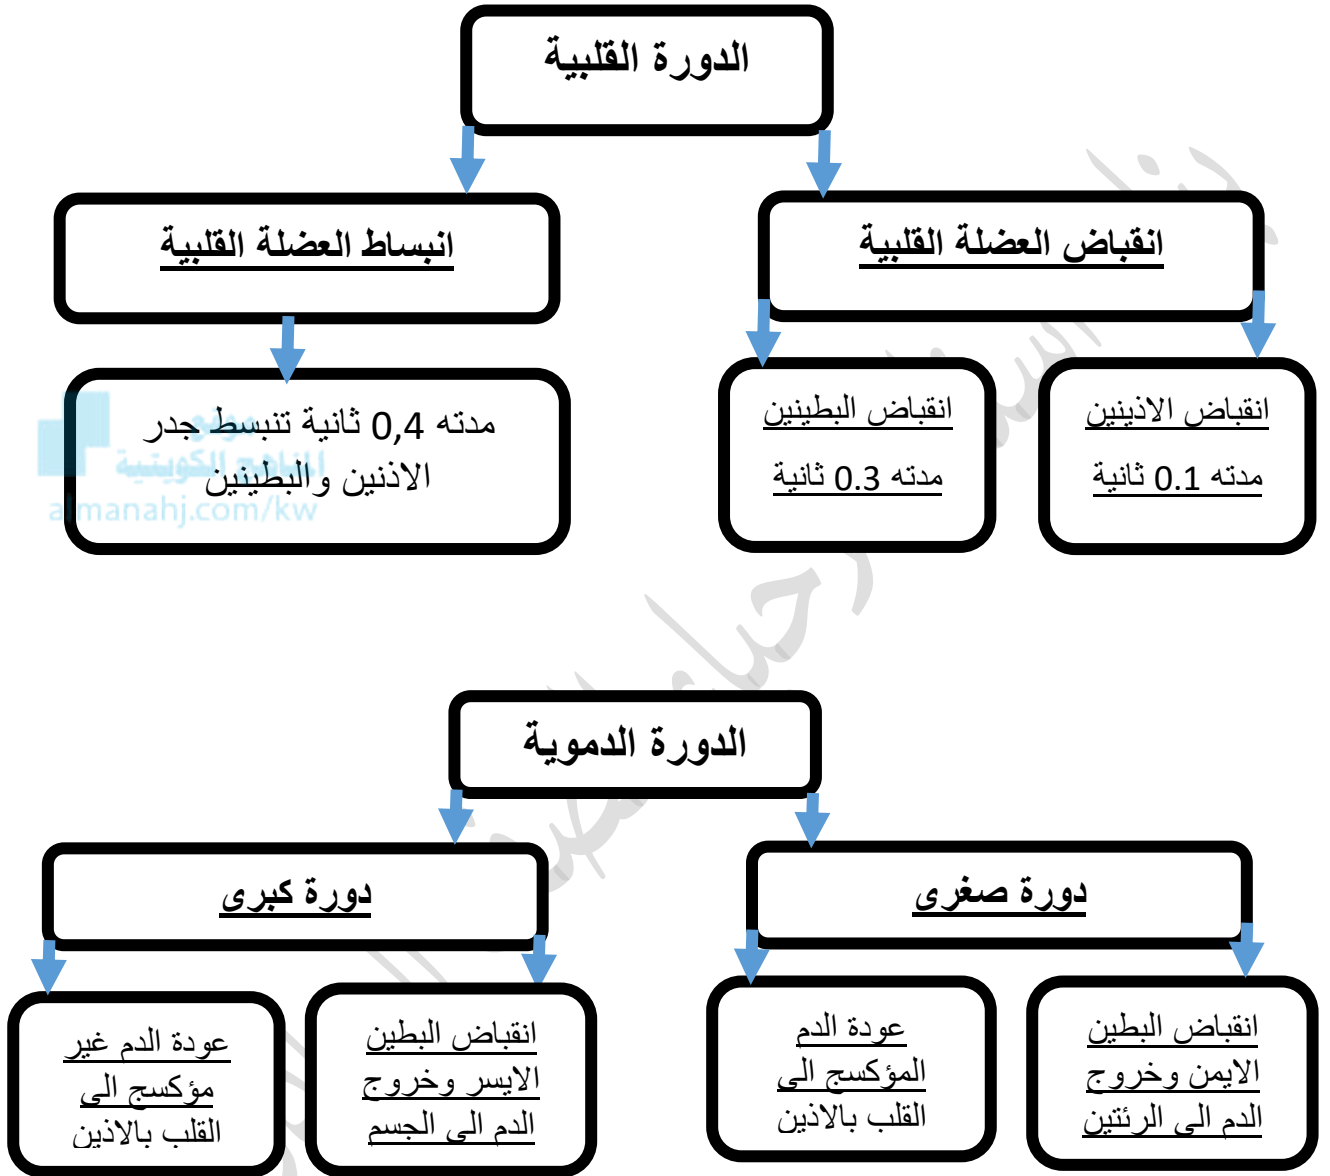 الدورة القلبية
انقباض العضلة القلبية
انبساط العضلة القلبية
انقباض الاذينين
مدته 0.1 ثانية
انقباض البطينين
مدته 0.3 ثانية
مدته 0,4 ثانية تنبسط جدر
الاذنين والبطينين
موقع
المناهج الكويتية
almanahj.com/kw
الدورة الدموية
دورة صغرى
دورة كبرى
انقباض البطين
الايمن وخروج
الدم الى الرئتين
عودة الدم
المؤكسج الى
القلب بالاذين
انقباض البطين
الايسر وخروج
الدم الى الجسم
عودة الدم غير
مؤكسج الى
القلب بالاذين